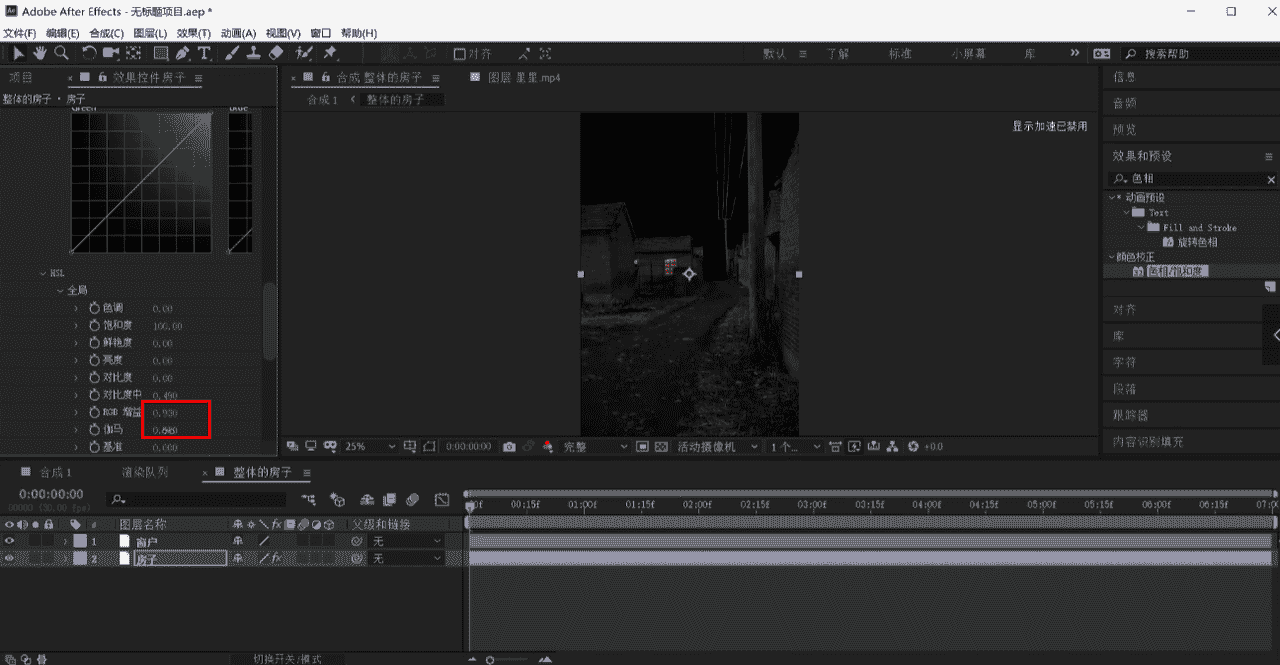 Adobe After Effects - 无标题项目.aep *
文件(F) 编辑(E) 合成(C) 图层(L) 效果(T) 动画(A) 视图(V) 窗口 帮助(H)
对齐 默认 了解 标准 小屏幕 库 搜索帮助
项目 效果控件 房子
整体的房子 · 房子
Green Blue
HSL
全局
色调 0.00
饱和度 100.00
鲜艳度 0.00
亮度 0.00
对比度 0.00
对比度中 0.490
RGB 增益 0.930
伽马
基准 0.000
合成 整体的房子 图层 里里.mp4
合成 1 整体的房子
显示加速已禁用
25% 0:00:00:00 完整 活动摄像机 1 个... +0.0
信息
音频
预览
效果和预设
色相
* 动画预设
Text
Fill and Stroke
旋转色相
颜色校正
色相/饱和度
对齐
库
字符
段落
跟踪器
内容识别填充
合成 1 渲染队列 整体的房子
0:00:00:00
00000 (30.00 fps)
00:15f 01:00f 01:15f 02:00f 02:15f 03:00f 03:15f 04:00f 04:15f 05:00f 05:15f 06:00f 06:15f 07:0
# 图层名称 fx 父级和链接
1 窗户 无
2 房子 fx 无
切换开关/模式